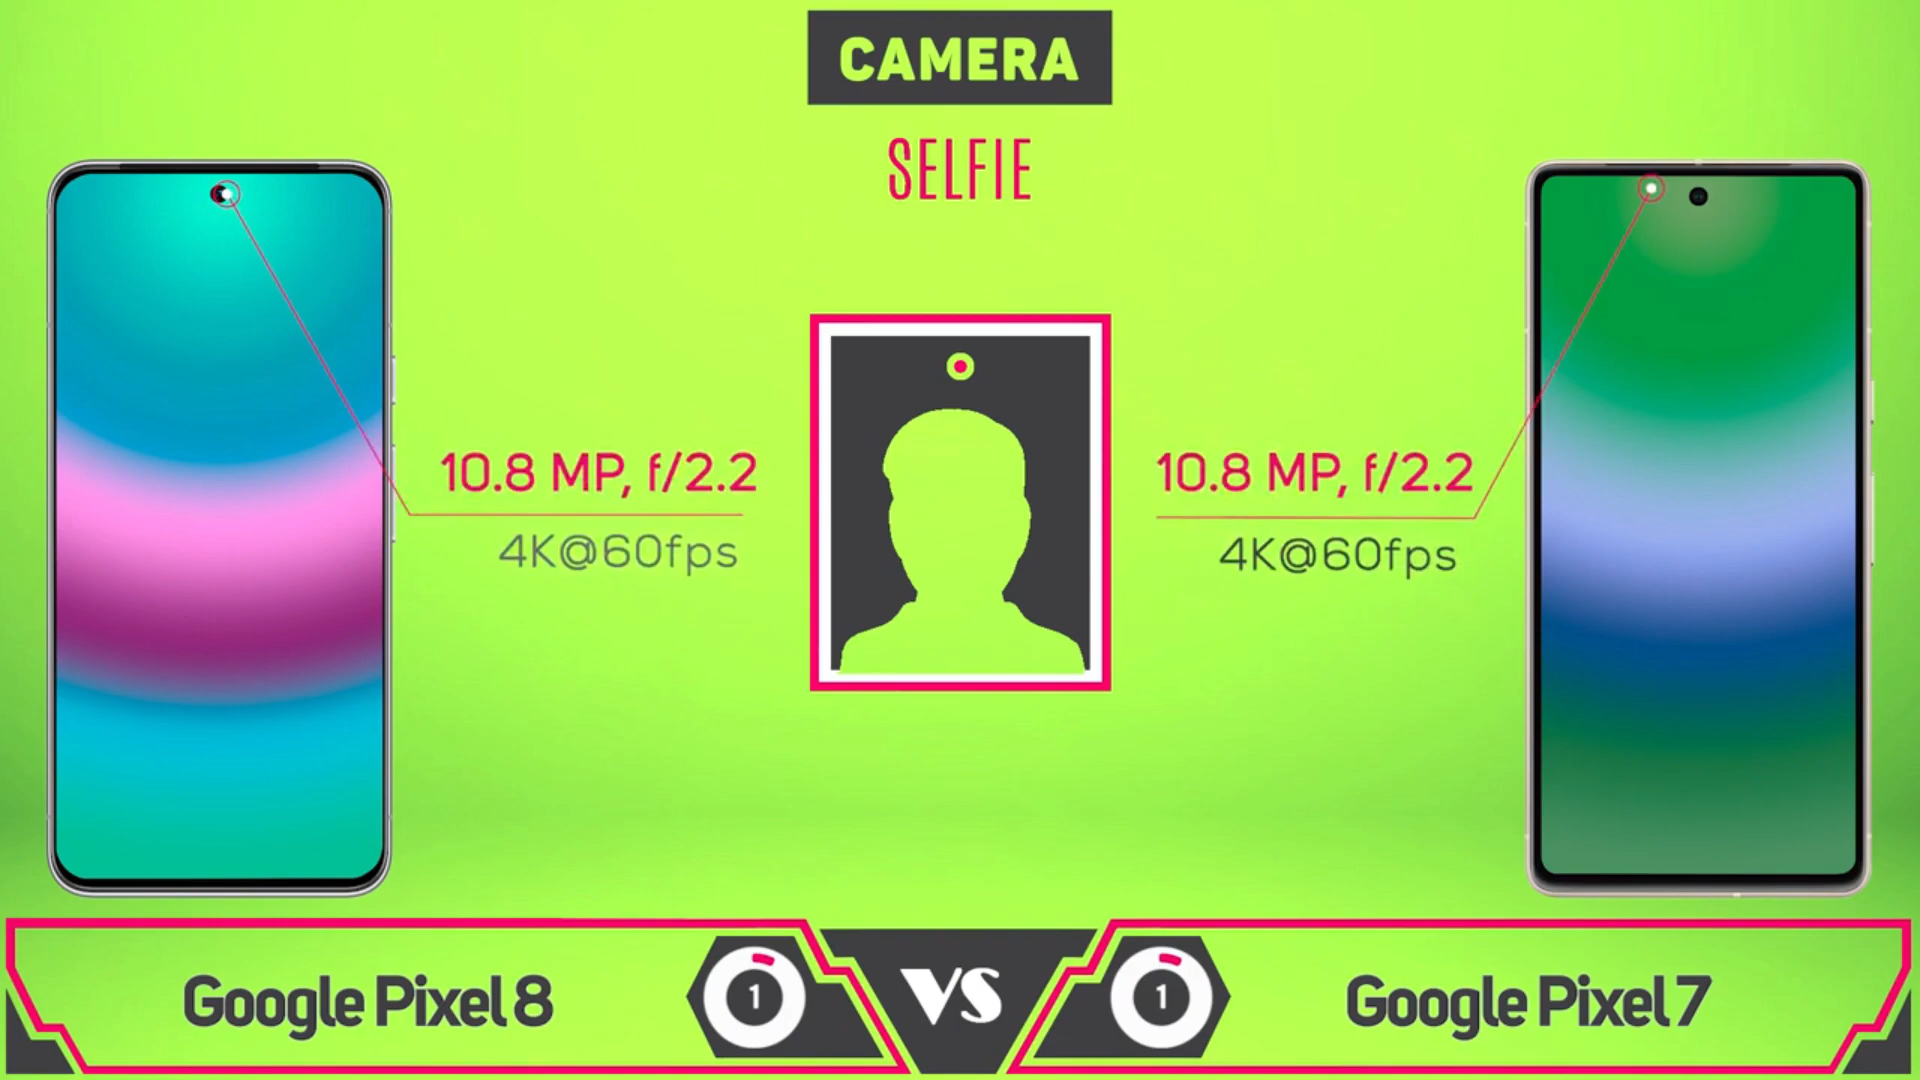 CAMERA
SELFIE
10.8 MP, f/2.2
4K@60fps
10.8 MP, f/2.2
4K@60fps
Google Pixel 8
1
VS
1
Google Pixel 7